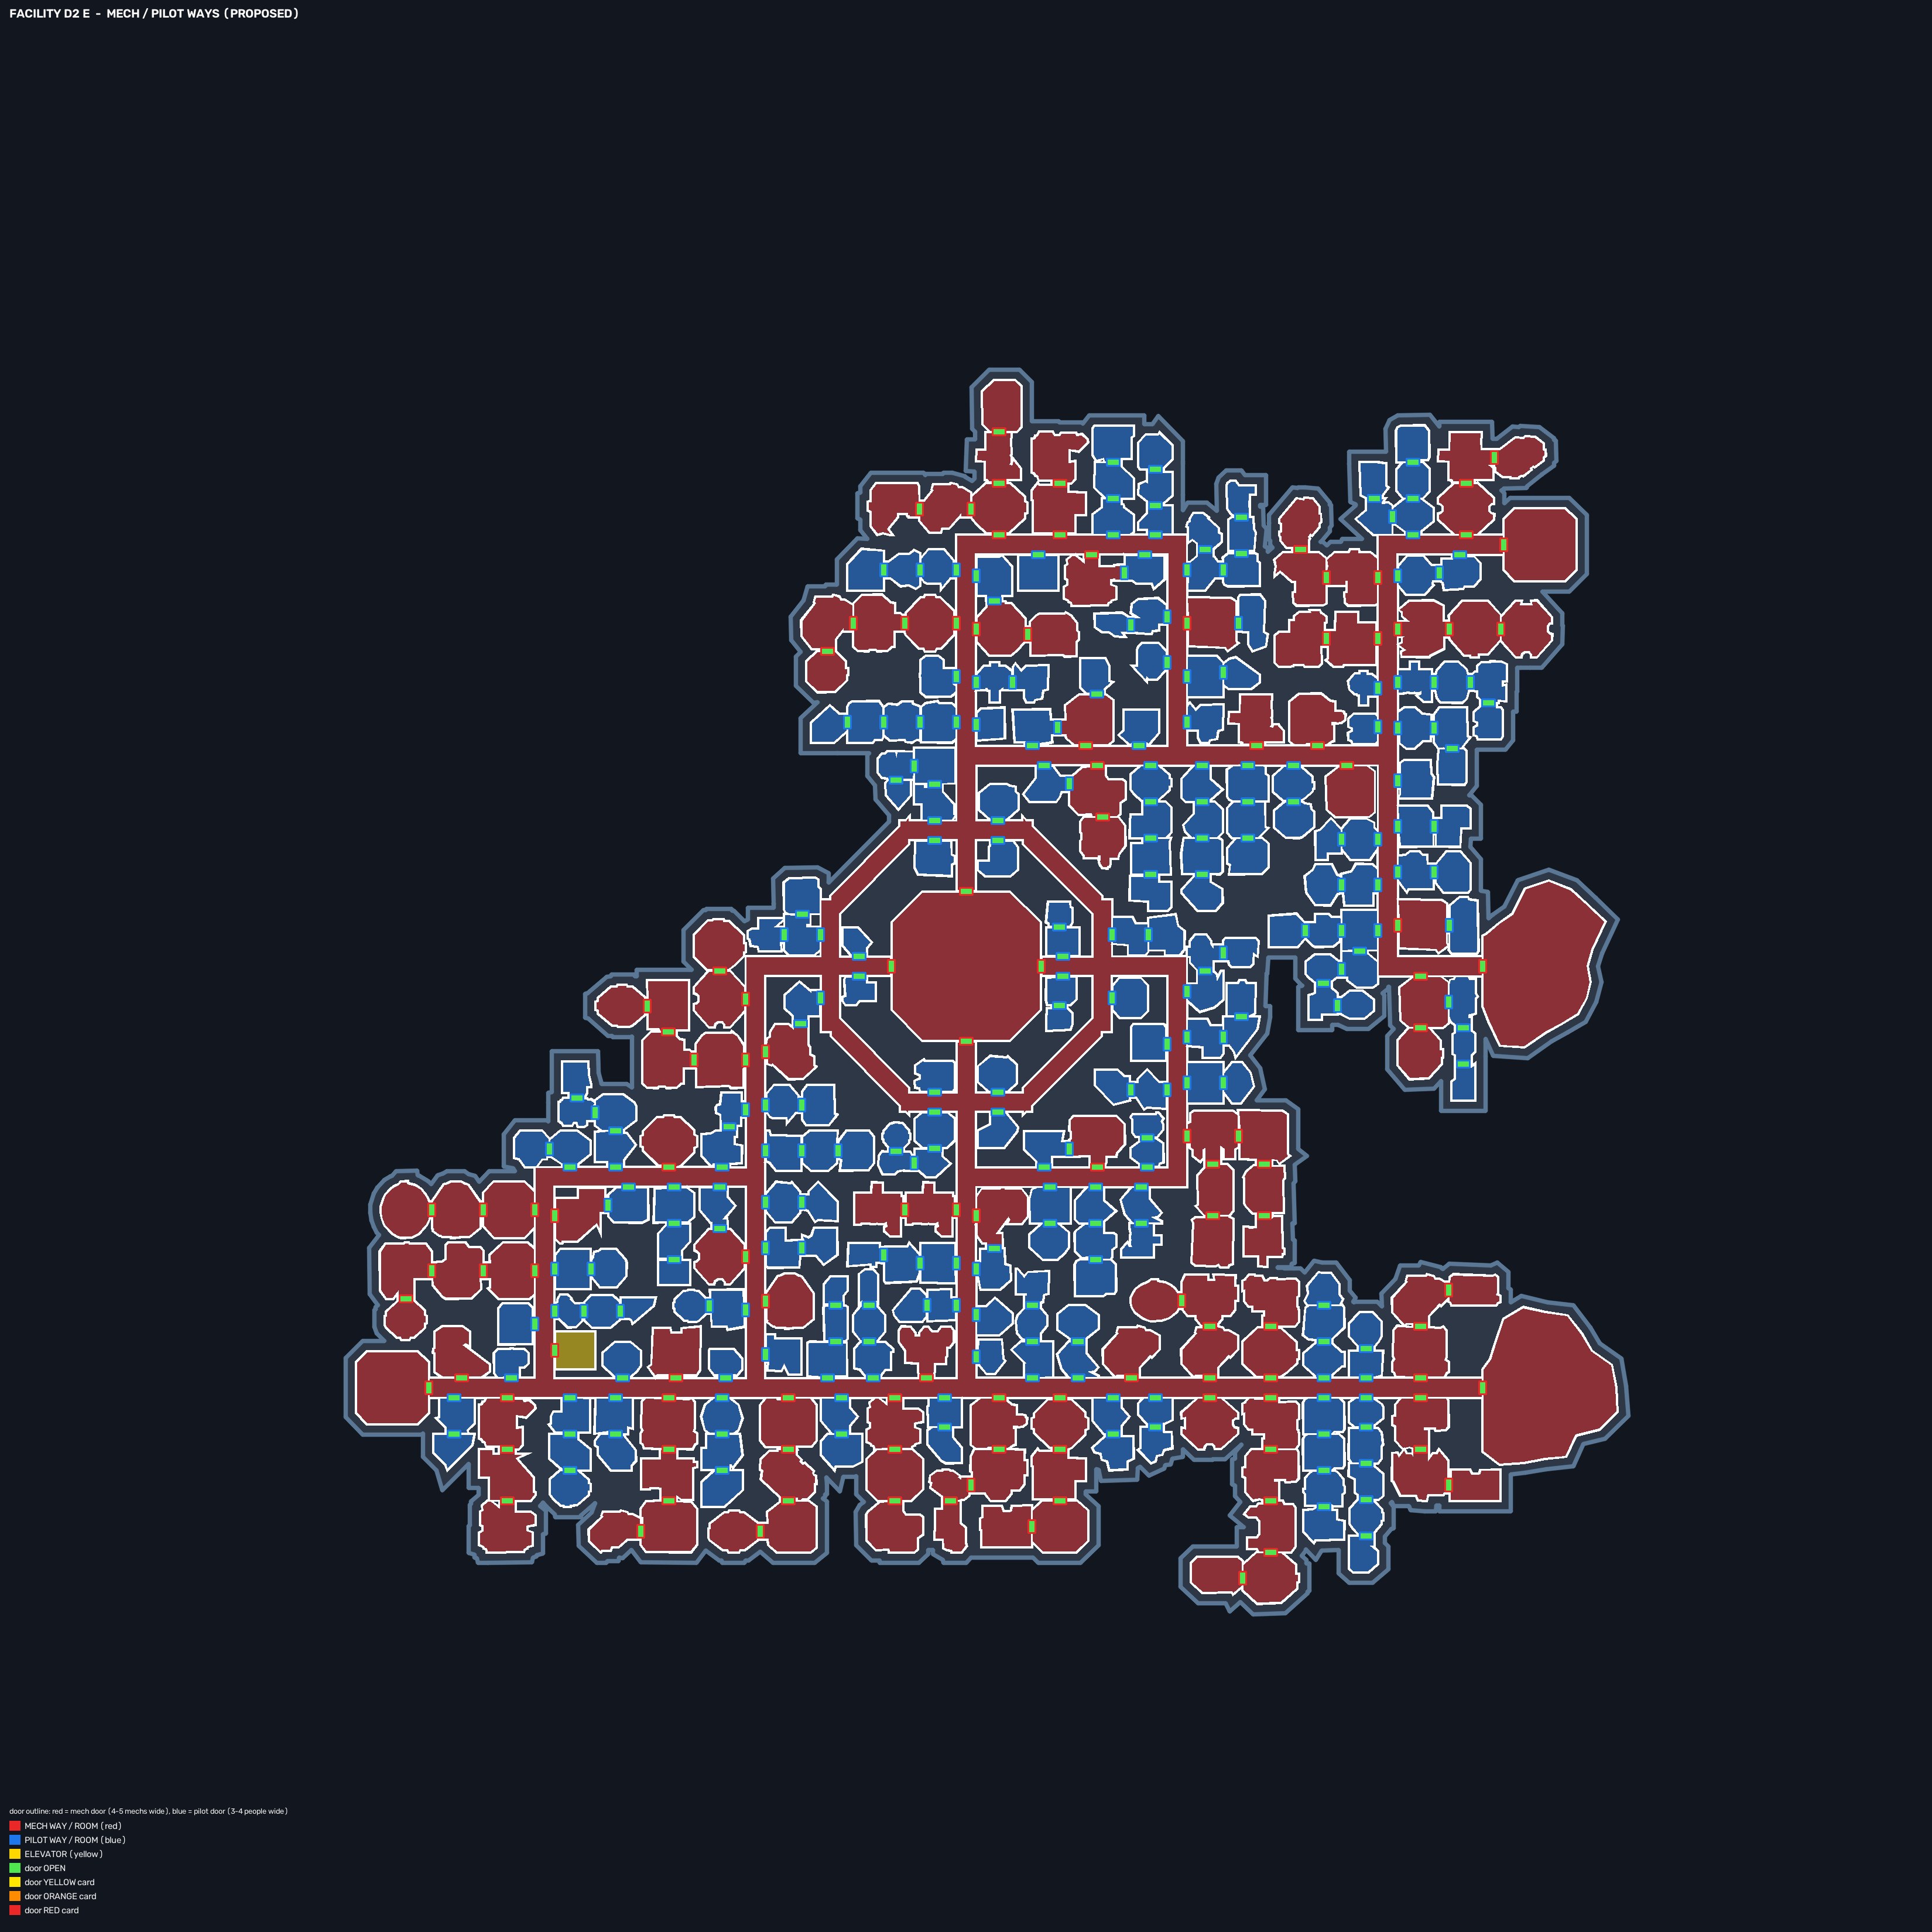 FACILITY D2 E - MECH / PILOT WAYS (PROPOSED)
door outline: red = mech door (4-5 mechs wide), blue = pilot door (3-4 people wide)
MECH WAY / ROOM (red)
PILOT WAY / ROOM (blue)
ELEVATOR (yellow)
door OPEN
door YELLOW card
door ORANGE card
door RED card